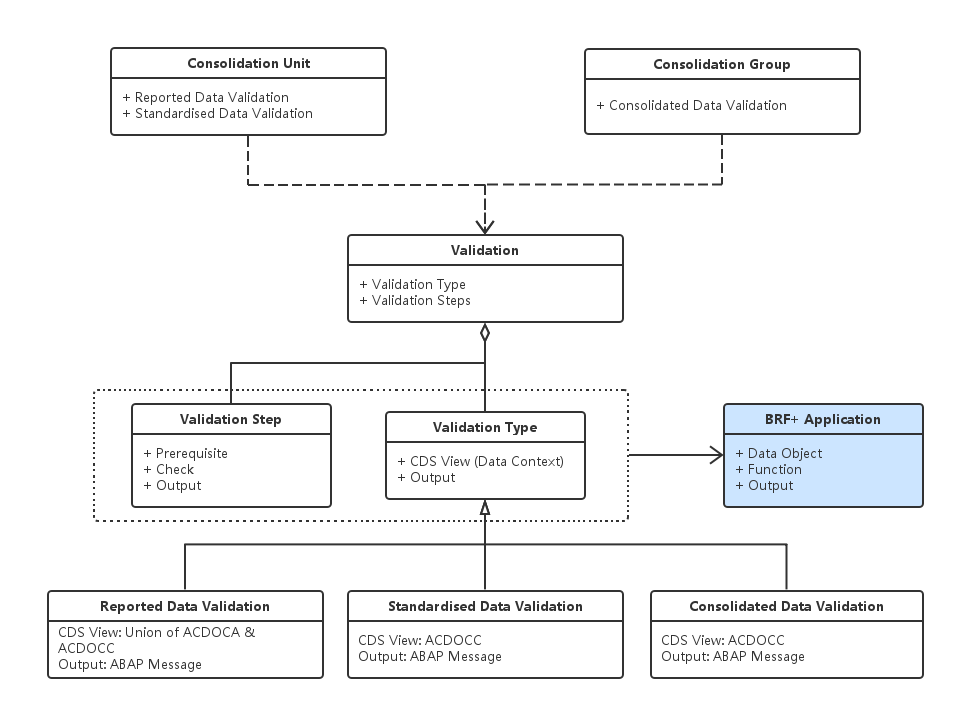 Consolidation Unit
+ Reported Data Validation
+ Standardised Data Validation
Consolidation Group
+ Consolidated Data Validation
Validation
+ Validation Type
+ Validation Steps
Validation Step
+ Prerequisite
+ Check
+ Output
Validation Type
+ CDS View (Data Context)
+ Output
BRF+ Application
+ Data Object
+ Function
+ Output
Reported Data Validation
CDS View: Union of ACDOCA &
ACDOCC
Output: ABAP Message
Standardised Data Validation
CDS View: ACDOCC
Output: ABAP Message
Consolidated Data Validation
CDS View: ACDOCC
Output: ABAP Message